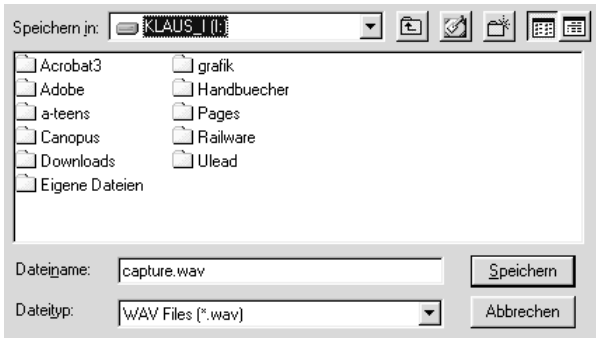 Speichern in: KLAUS_I (I:)
Acrobat3 grafik
Adobe Handbuecher
a-teens Pages
Canopus Railware
Downloads Ulead
Eigene Dateien
Dateiname: capture.wav Speichern
Dateityp: WAV Files (*.wav) Abbrechen